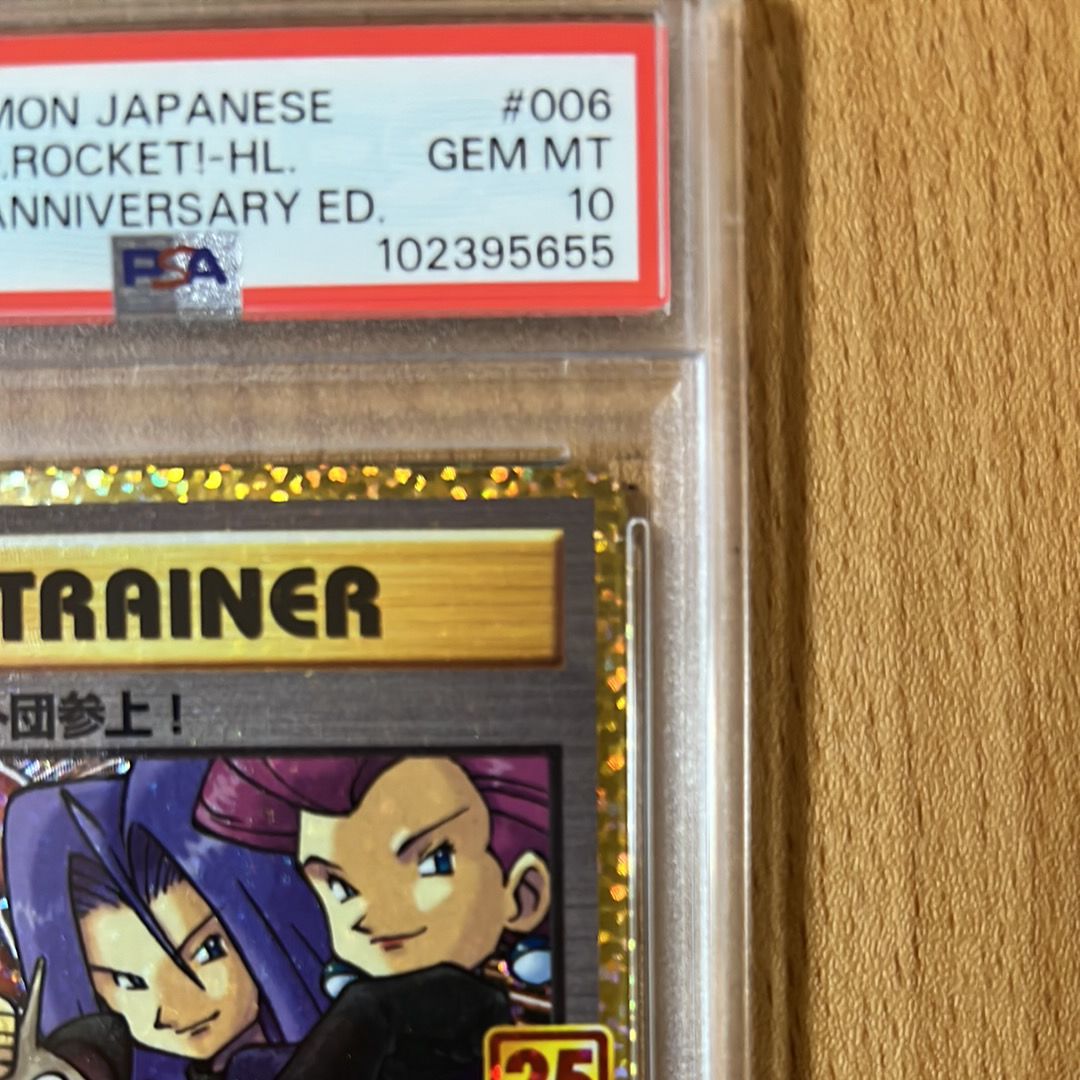 MON JAPANESE #006
.ROCKET!-HL. GEM MT
ANNIVERSARY ED. 10
PSA 102395655
TRAINER
団参上！
25